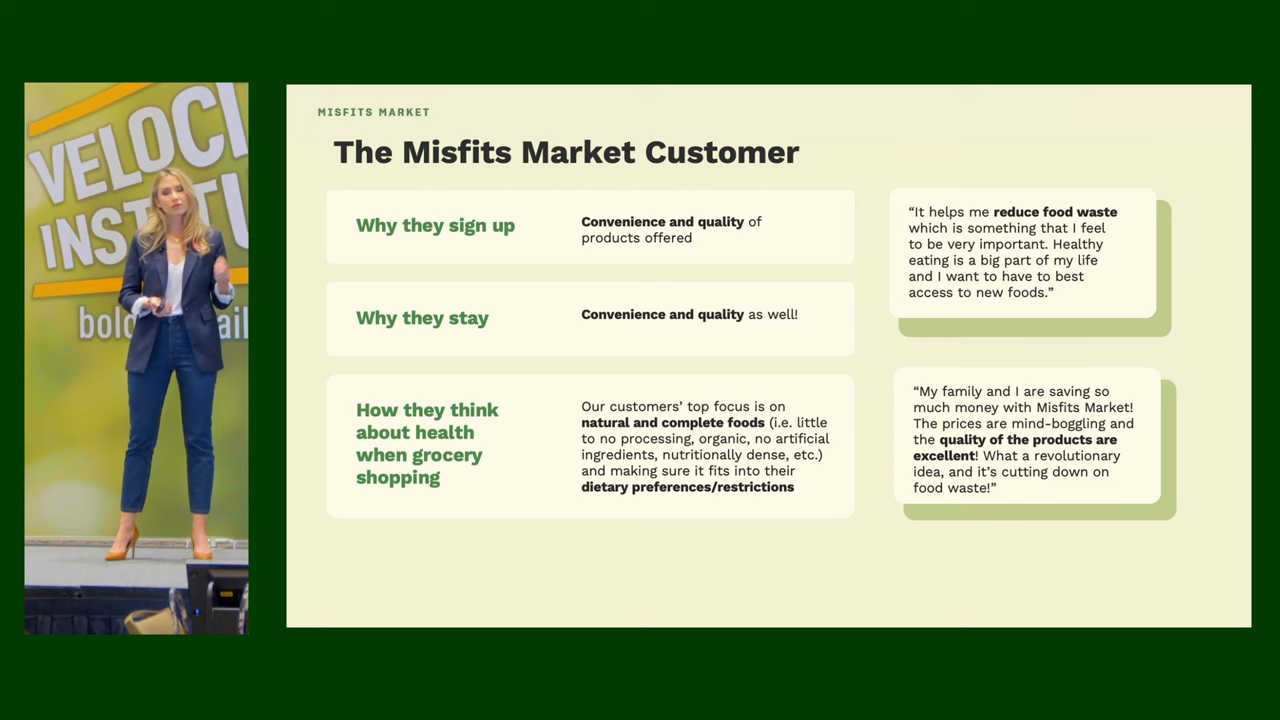 VELOCI
INSTITU
MISFITS MARKET
The Misfits Market Customer
Why they sign up
Convenience and quality of
products offered
Why they stay
Convenience and quality as well!
How they think
about health
when grocery
shopping
Our customers’ top focus is on
natural and complete foods (i.e. little
to no processing, organic, no artificial
ingredients, nutritionally dense, etc.)
and making sure it fits into their
dietary preferences/restrictions
“It helps me reduce food waste
which is something that I feel
to be very important. Healthy
eating is a big part of my life
and I want to have to best
access to new foods.”
“My family and I are saving so
much money with Misfits Market!
The prices are mind-boggling and
the quality of the products are
excellent! What a revolutionary
idea, and it’s cutting down on
food waste!”